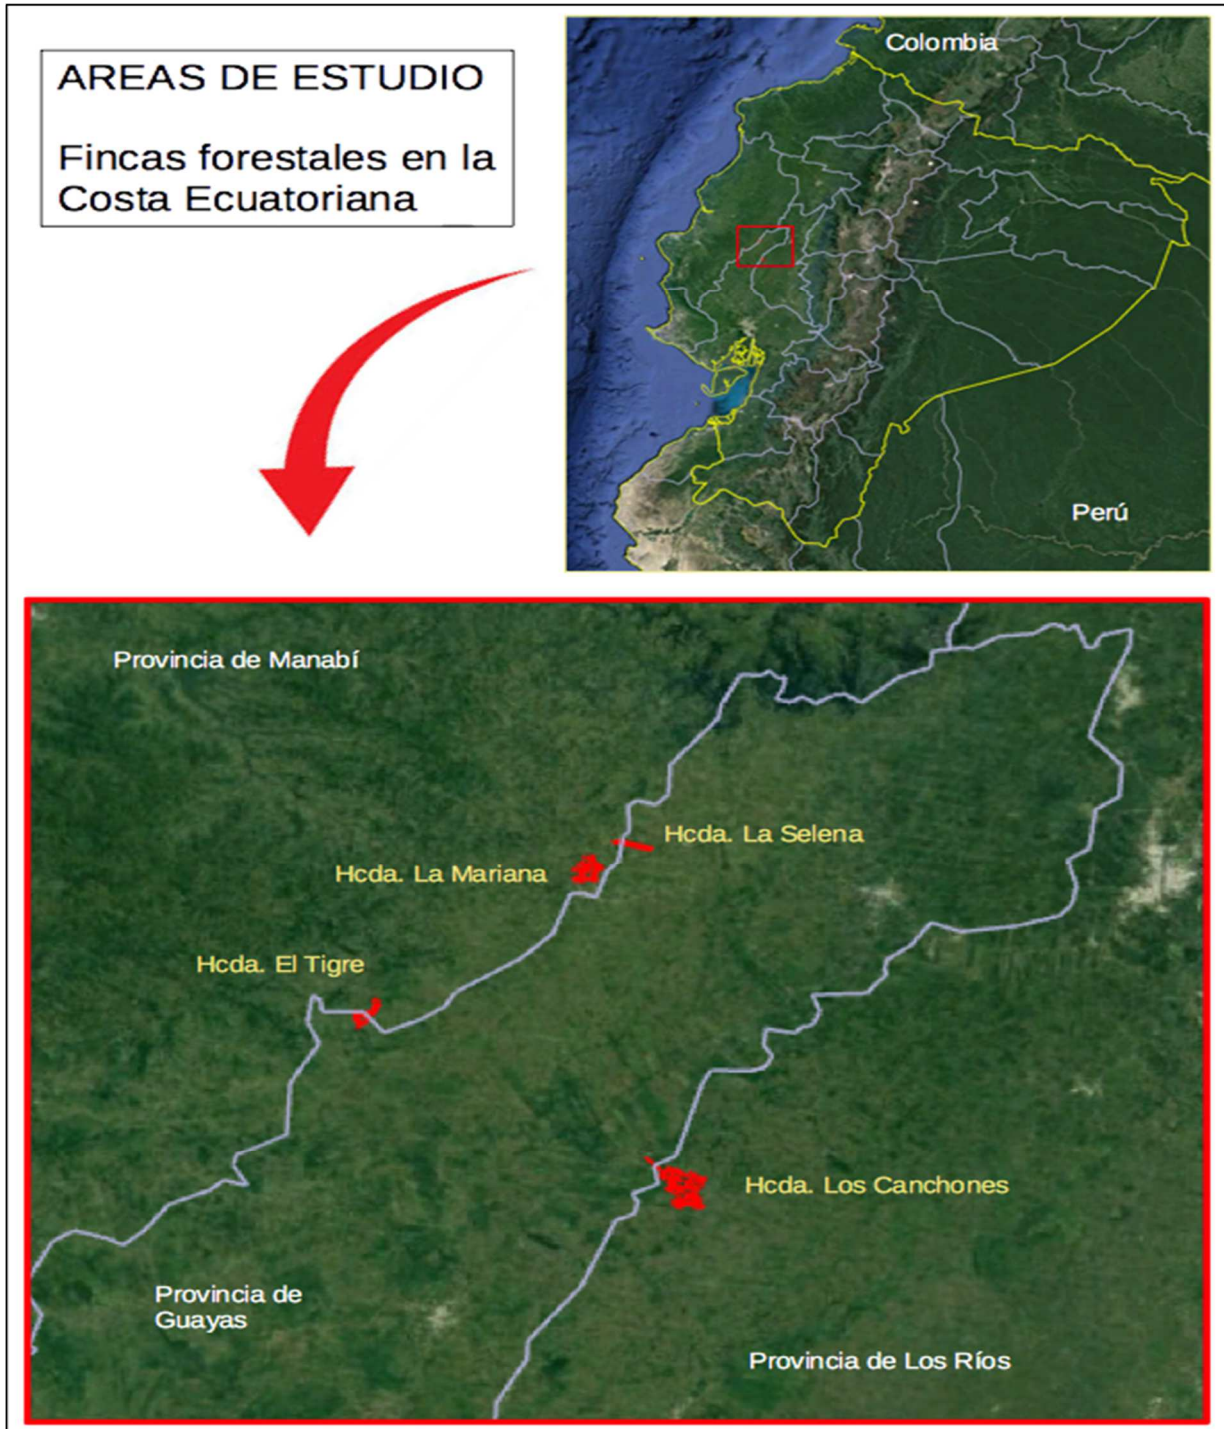 AREAS DE ESTUDIO
Fincas forestales en la
Costa Ecuatoriana
Colombia
Perú
Provincia de Manabí
Hcda. La Selena
Hcda. La Mariana
Hcda. El Tigre
Hcda. Los Canchones
Provincia de
Guayas
Provincia de Los Ríos